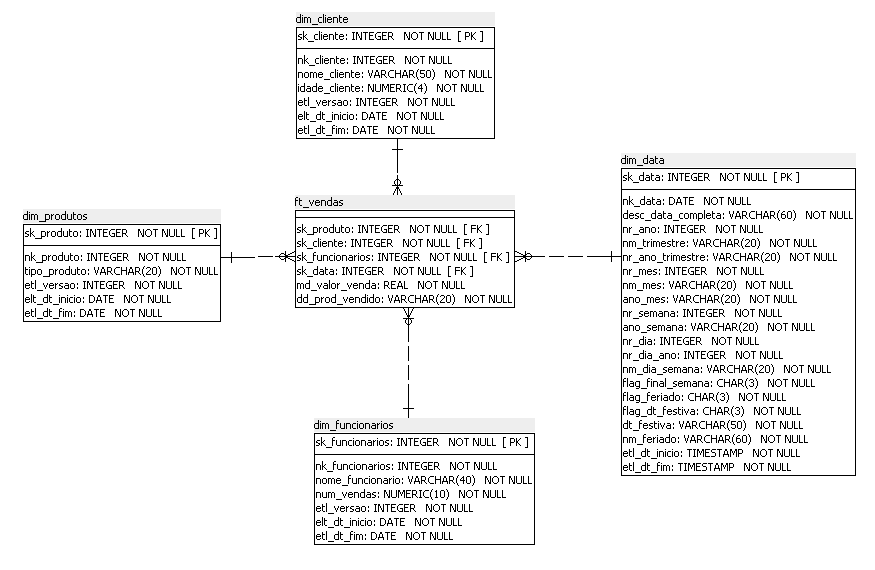 dim_cliente
sk_cliente: INTEGER NOT NULL [ PK ]
nk_cliente: INTEGER NOT NULL
nome_cliente: VARCHAR(50) NOT NULL
idade_cliente: NUMERIC(4) NOT NULL
etl_versao: INTEGER NOT NULL
elt_dt_inicio: DATE NOT NULL
etl_dt_fim: DATE NOT NULL
dim_produtos
sk_produto: INTEGER NOT NULL [ PK ]
nk_produto: INTEGER NOT NULL
tipo_produto: VARCHAR(20) NOT NULL
etl_versao: INTEGER NOT NULL
elt_dt_inicio: DATE NOT NULL
etl_dt_fim: DATE NOT NULL
ft_vendas
sk_produto: INTEGER NOT NULL [ FK ]
sk_cliente: INTEGER NOT NULL [ FK ]
sk_funcionarios: INTEGER NOT NULL [ FK ]
sk_data: INTEGER NOT NULL [ FK ]
md_valor_venda: REAL NOT NULL
dd_prod_vendido: VARCHAR(20) NOT NULL
dim_data
sk_data: INTEGER NOT NULL [ PK ]
nk_data: DATE NOT NULL
desc_data_completa: VARCHAR(60) NOT NULL
nr_ano: INTEGER NOT NULL
nm_trimestre: VARCHAR(20) NOT NULL
nr_ano_trimestre: VARCHAR(20) NOT NULL
nr_mes: INTEGER NOT NULL
nm_mes: VARCHAR(20) NOT NULL
ano_mes: VARCHAR(20) NOT NULL
nr_semana: INTEGER NOT NULL
ano_semana: VARCHAR(20) NOT NULL
nr_dia: INTEGER NOT NULL
nr_dia_ano: INTEGER NOT NULL
nm_dia_semana: VARCHAR(20) NOT NULL
flag_final_semana: CHAR(3) NOT NULL
flag_feriado: CHAR(3) NOT NULL
flag_dt_festiva: CHAR(3) NOT NULL
dt_festiva: VARCHAR(50) NOT NULL
nm_feriado: VARCHAR(60) NOT NULL
etl_dt_inicio: TIMESTAMP NOT NULL
etl_dt_fim: TIMESTAMP NOT NULL
dim_funcionarios
sk_funcionarios: INTEGER NOT NULL [ PK ]
nk_funcionarios: INTEGER NOT NULL
nome_funcionario: VARCHAR(40) NOT NULL
num_vendas: NUMERIC(10) NOT NULL
etl_versao: INTEGER NOT NULL
elt_dt_inicio: DATE NOT NULL
etl_dt_fim: DATE NOT NULL